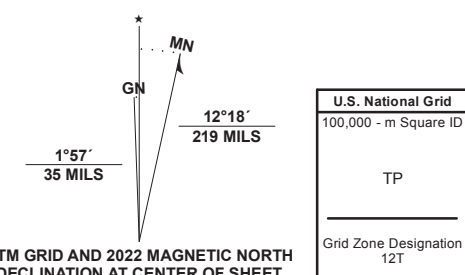 ★
MN
GN
12°18´
219 MILS
1°57´
35 MILS
TM GRID AND 2022 MAGNETIC NORTH
DECLINATION AT CENTER OF SHEET
U.S. National Grid
100,000 - m Square ID
TP
Grid Zone Designation
12T